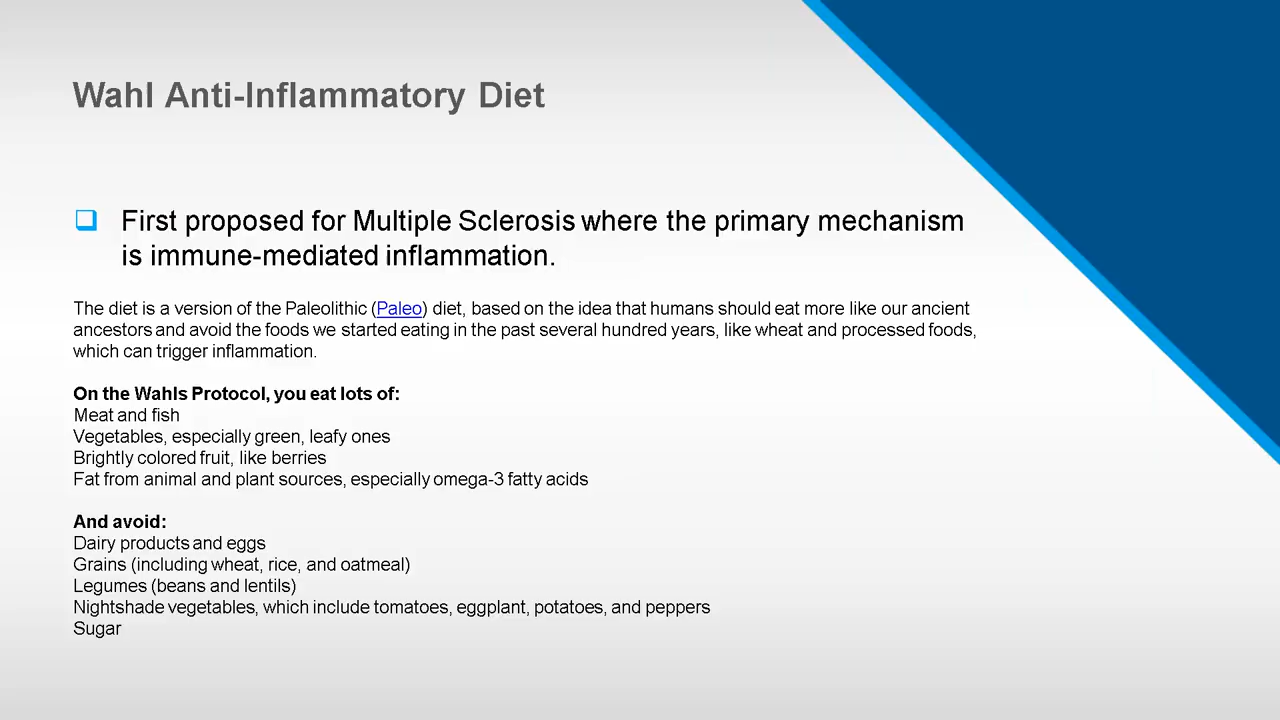 Wahl Anti-Inflammatory Diet
First proposed for Multiple Sclerosis where the primary mechanism
is immune-mediated inflammation.
The diet is a version of the Paleolithic (Paleo) diet, based on the idea that humans should eat more like our ancient
ancestors and avoid the foods we started eating in the past several hundred years, like wheat and processed foods,
which can trigger inflammation.
On the Wahls Protocol, you eat lots of:
Meat and fish
Vegetables, especially green, leafy ones
Brightly colored fruit, like berries
Fat from animal and plant sources, especially omega-3 fatty acids
And avoid:
Dairy products and eggs
Grains (including wheat, rice, and oatmeal)
Legumes (beans and lentils)
Nightshade vegetables, which include tomatoes, eggplant, potatoes, and peppers
Sugar